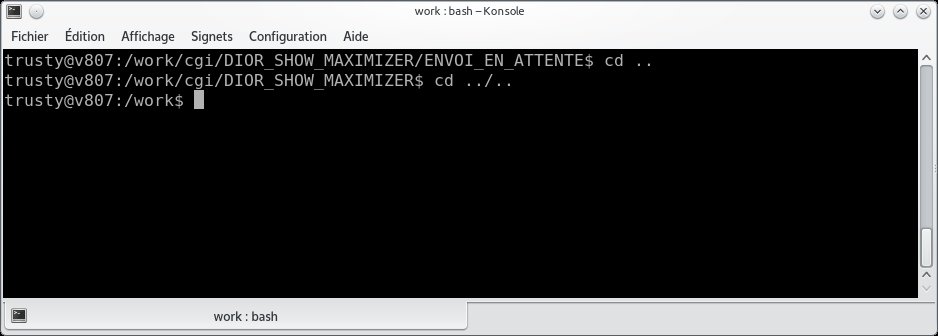 work : bash – Konsole
Fichier Édition Affichage Signets Configuration Aide
trusty@v807:/work/cgi/DIOR_SHOW_MAXIMIZER/ENVOI_EN_ATTENTE$ cd ..
trusty@v807:/work/cgi/DIOR_SHOW_MAXIMIZER$ cd ../..
trusty@v807:/work$
work : bash